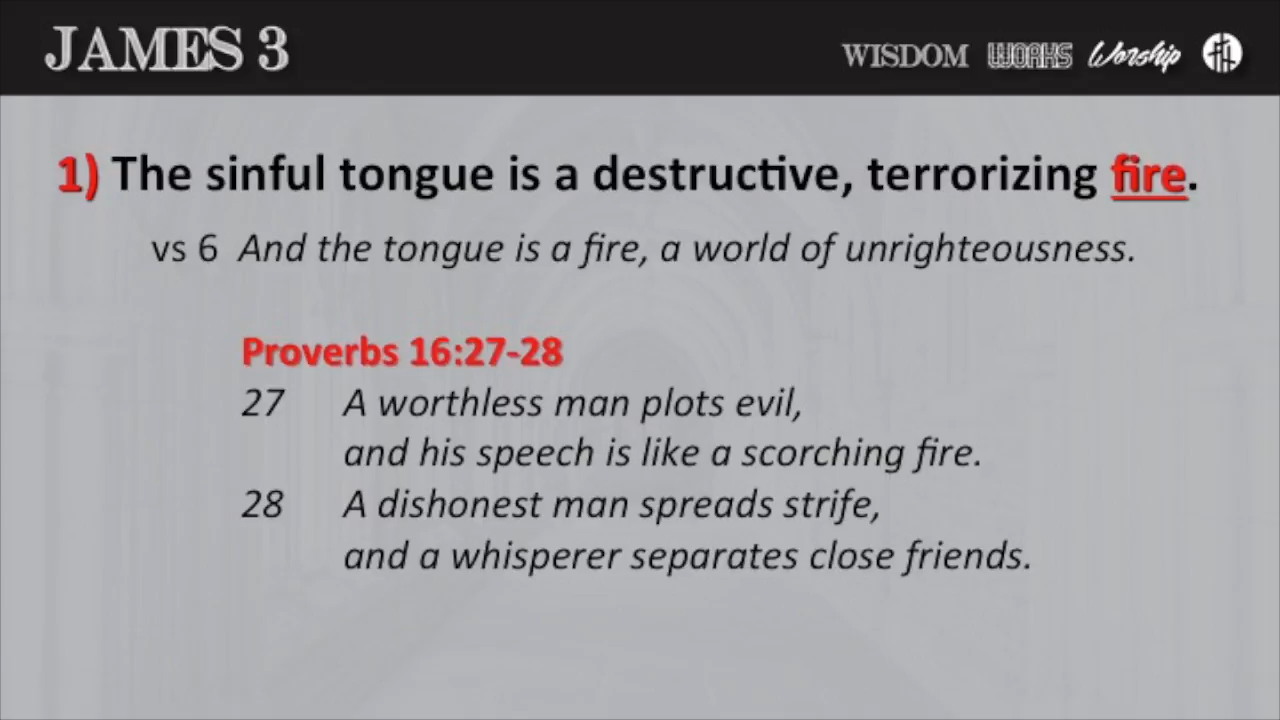 JAMES 3
WISDOM WORKS Worship
1) The sinful tongue is a destructive, terrorizing fire.
vs 6 And the tongue is a fire, a world of unrighteousness.
Proverbs 16:27-28
27 A worthless man plots evil,
and his speech is like a scorching fire.
28 A dishonest man spreads strife,
and a whisperer separates close friends.